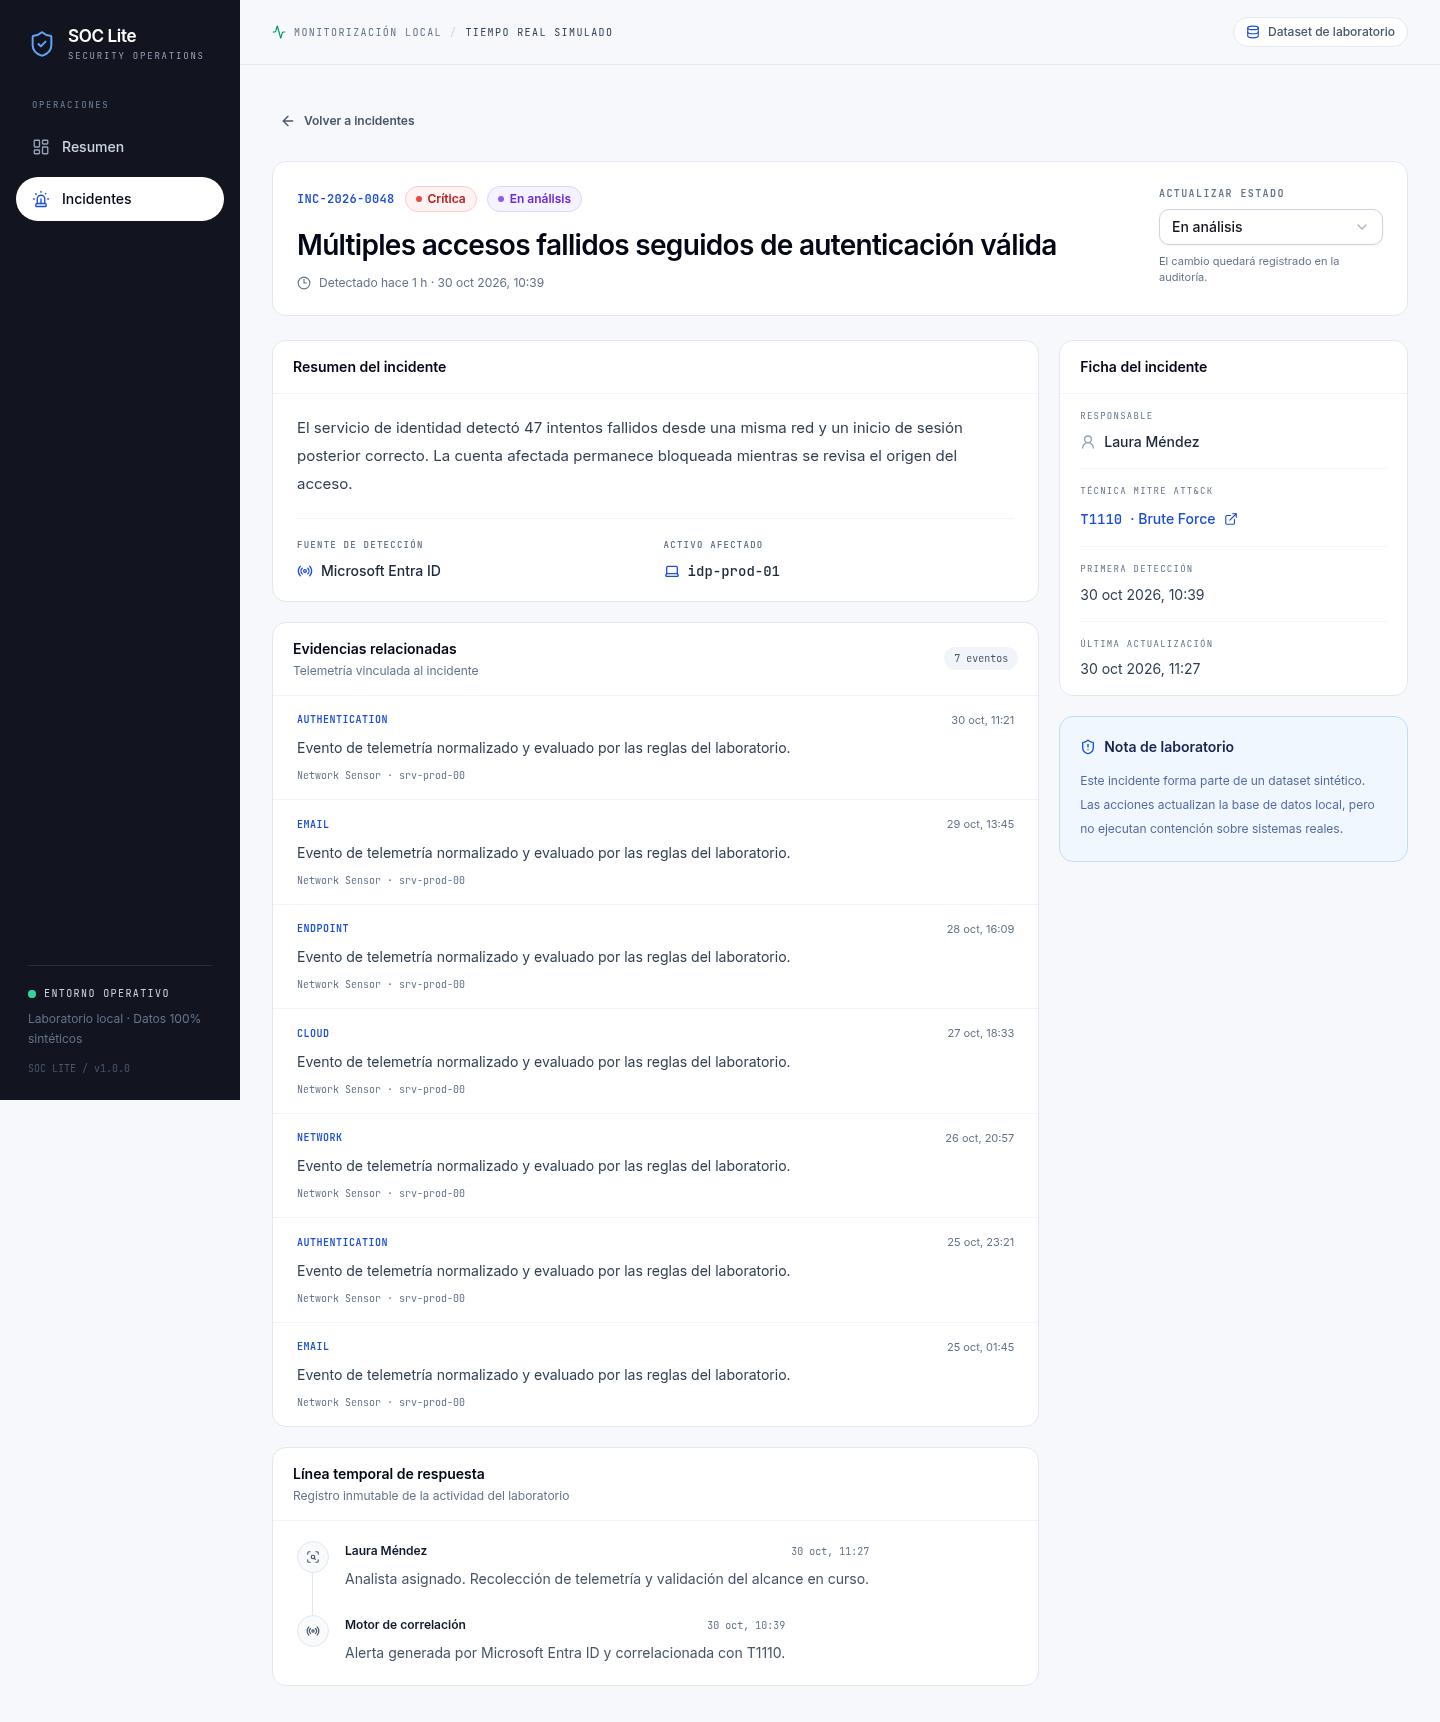 SOC Lite
SECURITY OPERATIONS
OPERACIONES
Resumen
Incidentes
ENTORNO OPERATIVO
Laboratorio local · Datos 100%
sintéticos
SOC LITE / v1.0.0
MONITORIZACIÓN LOCAL / TIEMPO REAL SIMULADO
Dataset de laboratorio
Volver a incidentes
INC-2026-0048
Crítica
En análisis
Múltiples accesos fallidos seguidos de autenticación válida
Detectado hace 1 h · 30 oct 2026, 10:39
ACTUALIZAR ESTADO
En análisis
El cambio quedará registrado en la
auditoría.
Resumen del incidente
El servicio de identidad detectó 47 intentos fallidos desde una misma red y un inicio de sesión
posterior correcto. La cuenta afectada permanece bloqueada mientras se revisa el origen del
acceso.
FUENTE DE DETECCIÓN
Microsoft Entra ID
ACTIVO AFECTADO
idp-prod-01
Evidencias relacionadas
Telemetría vinculada al incidente
7 eventos
AUTHENTICATION
30 oct, 11:21
Evento de telemetría normalizado y evaluado por las reglas del laboratorio.
Network Sensor · srv-prod-00
EMAIL
29 oct, 13:45
Evento de telemetría normalizado y evaluado por las reglas del laboratorio.
Network Sensor · srv-prod-00
ENDPOINT
28 oct, 16:09
Evento de telemetría normalizado y evaluado por las reglas del laboratorio.
Network Sensor · srv-prod-00
CLOUD
27 oct, 18:33
Evento de telemetría normalizado y evaluado por las reglas del laboratorio.
Network Sensor · srv-prod-00
NETWORK
26 oct, 20:57
Evento de telemetría normalizado y evaluado por las reglas del laboratorio.
Network Sensor · srv-prod-00
AUTHENTICATION
25 oct, 23:21
Evento de telemetría normalizado y evaluado por las reglas del laboratorio.
Network Sensor · srv-prod-00
EMAIL
25 oct, 01:45
Evento de telemetría normalizado y evaluado por las reglas del laboratorio.
Network Sensor · srv-prod-00
Línea temporal de respuesta
Registro inmutable de la actividad del laboratorio
Laura Méndez
30 oct, 11:27
Analista asignado. Recolección de telemetría y validación del alcance en curso.
Motor de correlación
30 oct, 10:39
Alerta generada por Microsoft Entra ID y correlacionada con T1110.
Ficha del incidente
RESPONSABLE
Laura Méndez
TÉCNICA MITRE ATT&CK
T1110 · Brute Force
PRIMERA DETECCIÓN
30 oct 2026, 10:39
ÚLTIMA ACTUALIZACIÓN
30 oct 2026, 11:27
Nota de laboratorio
Este incidente forma parte de un dataset sintético.
Las acciones actualizan la base de datos local, pero
no ejecutan contención sobre sistemas reales.